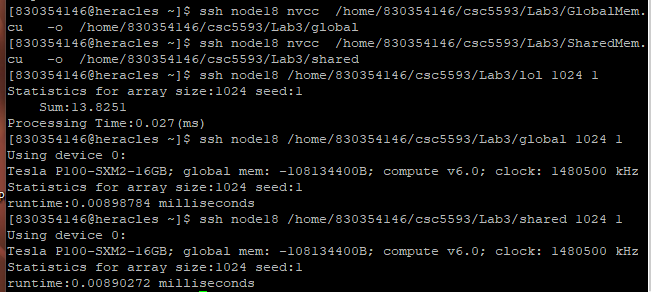 [830354146@heracles ~]$ ssh node18 nvcc  /home/830354146/csc5593/Lab3/GlobalMem.
cu  -o  /home/830354146/csc5593/Lab3/global
[830354146@heracles ~]$ ssh node18 nvcc  /home/830354146/csc5593/Lab3/SharedMem.
cu  -o  /home/830354146/csc5593/Lab3/shared
[830354146@heracles ~]$ ssh node18 /home/830354146/csc5593/Lab3/lol 1024 1
Statistics for array size:1024 seed:1
    Sum:13.8251
Processing Time:0.027(ms)
[830354146@heracles ~]$ ssh node18 /home/830354146/csc5593/Lab3/global 1024 1
Using device 0:
Tesla P100-SXM2-16GB; global mem: -108134400B; compute v6.0; clock: 1480500 kHz
Statistics for array size:1024 seed:1
runtime:0.00898784 milliseconds
[830354146@heracles ~]$ ssh node18 /home/830354146/csc5593/Lab3/shared 1024 1
Using device 0:
Tesla P100-SXM2-16GB; global mem: -108134400B; compute v6.0; clock: 1480500 kHz
Statistics for array size:1024 seed:1
runtime:0.00890272 milliseconds